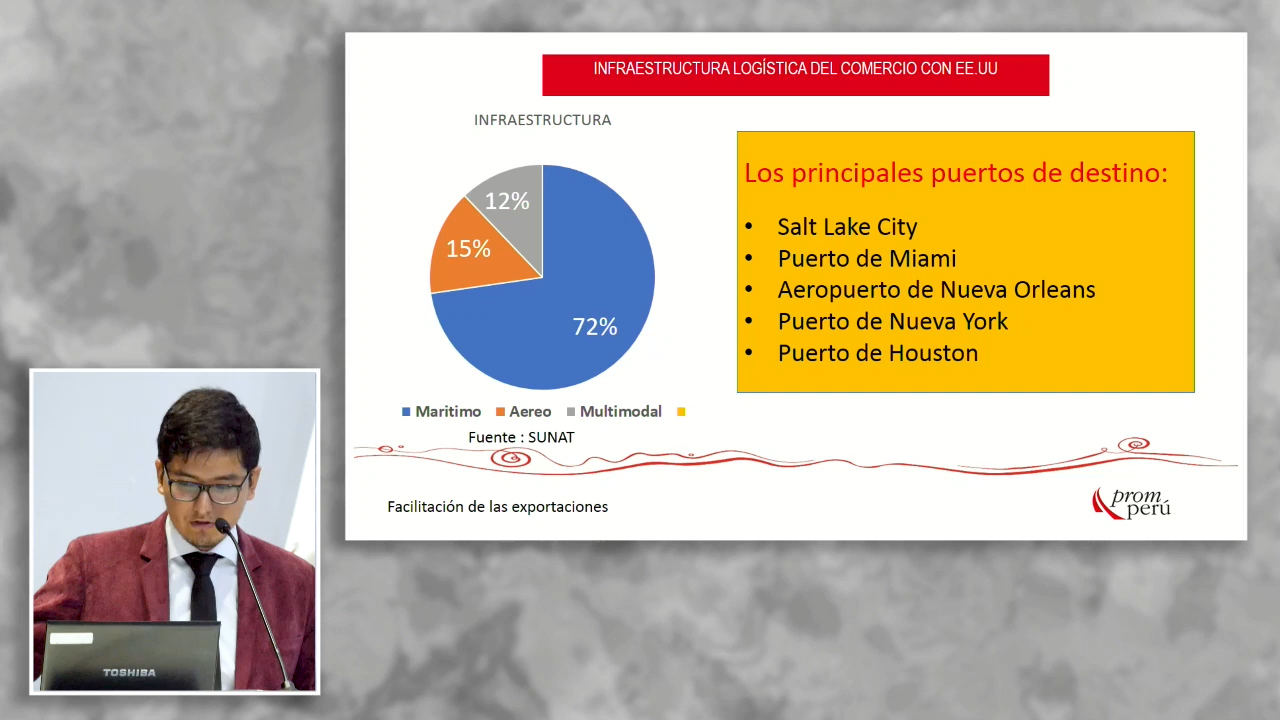 INFRAESTRUCTURA LOGÍSTICA DEL COMERCIO CON EE.UU
INFRAESTRUCTURA
12%
15%
72%
Maritimo Aereo Multimodal
Fuente : SUNAT
Los principales puertos de destino:
• Salt Lake City
• Puerto de Miami
• Aeropuerto de Nueva Orleans
• Puerto de Nueva York
• Puerto de Houston
Facilitación de las exportaciones
prom
perú
TOSHIBA